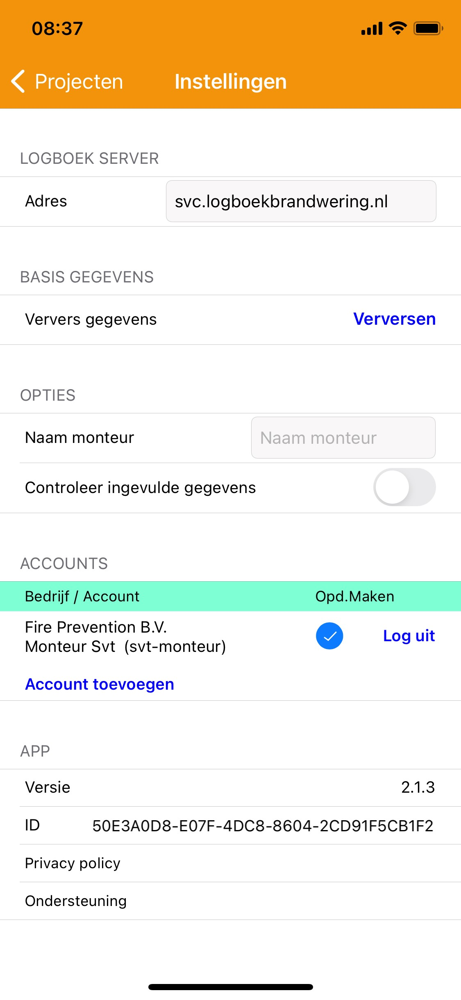 08:37
Projecten
Instellingen
LOGBOEK SERVER
Adres
svc.logboekbrandwering.nl
BASIS GEGEVENS
Ververs gegevens
Verversen
OPTIES
Naam monteur
Naam monteur
Controleer ingevulde gegevens
ACCOUNTS
Bedrijf / Account
Opd.Maken
Fire Prevention B.V.
Monteur Svt  (svt-monteur)
Log uit
Account toevoegen
APP
Versie
2.1.3
ID
50E3A0D8-E07F-4DC8-8604-2CD91F5CB1F2
Privacy policy
Ondersteuning